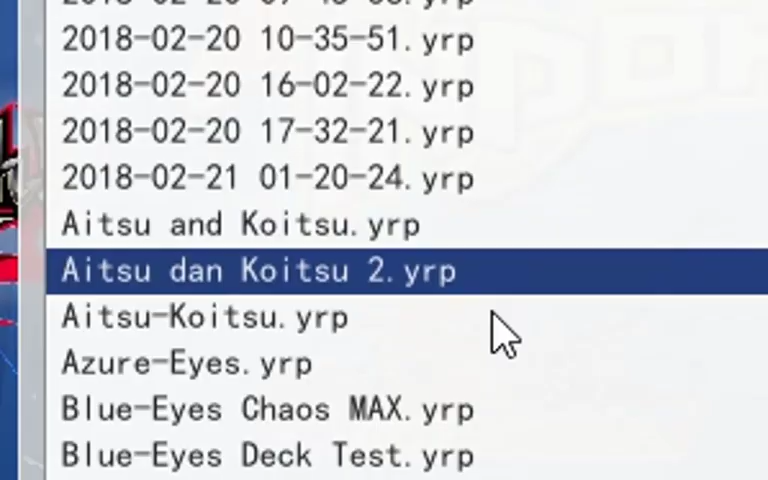 2018-02-20 10-35-51.yrp
2018-02-20 16-02-22.yrp
2018-02-20 17-32-21.yrp
2018-02-21 01-20-24.yrp
Aitsu and Koitsu.yrp
Aitsu dan Koitsu 2.yrp
Aitsu-Koitsu.yrp
Azure-Eyes.yrp
Blue-Eyes Chaos MAX.yrp
Blue-Eyes Deck Test.yrp